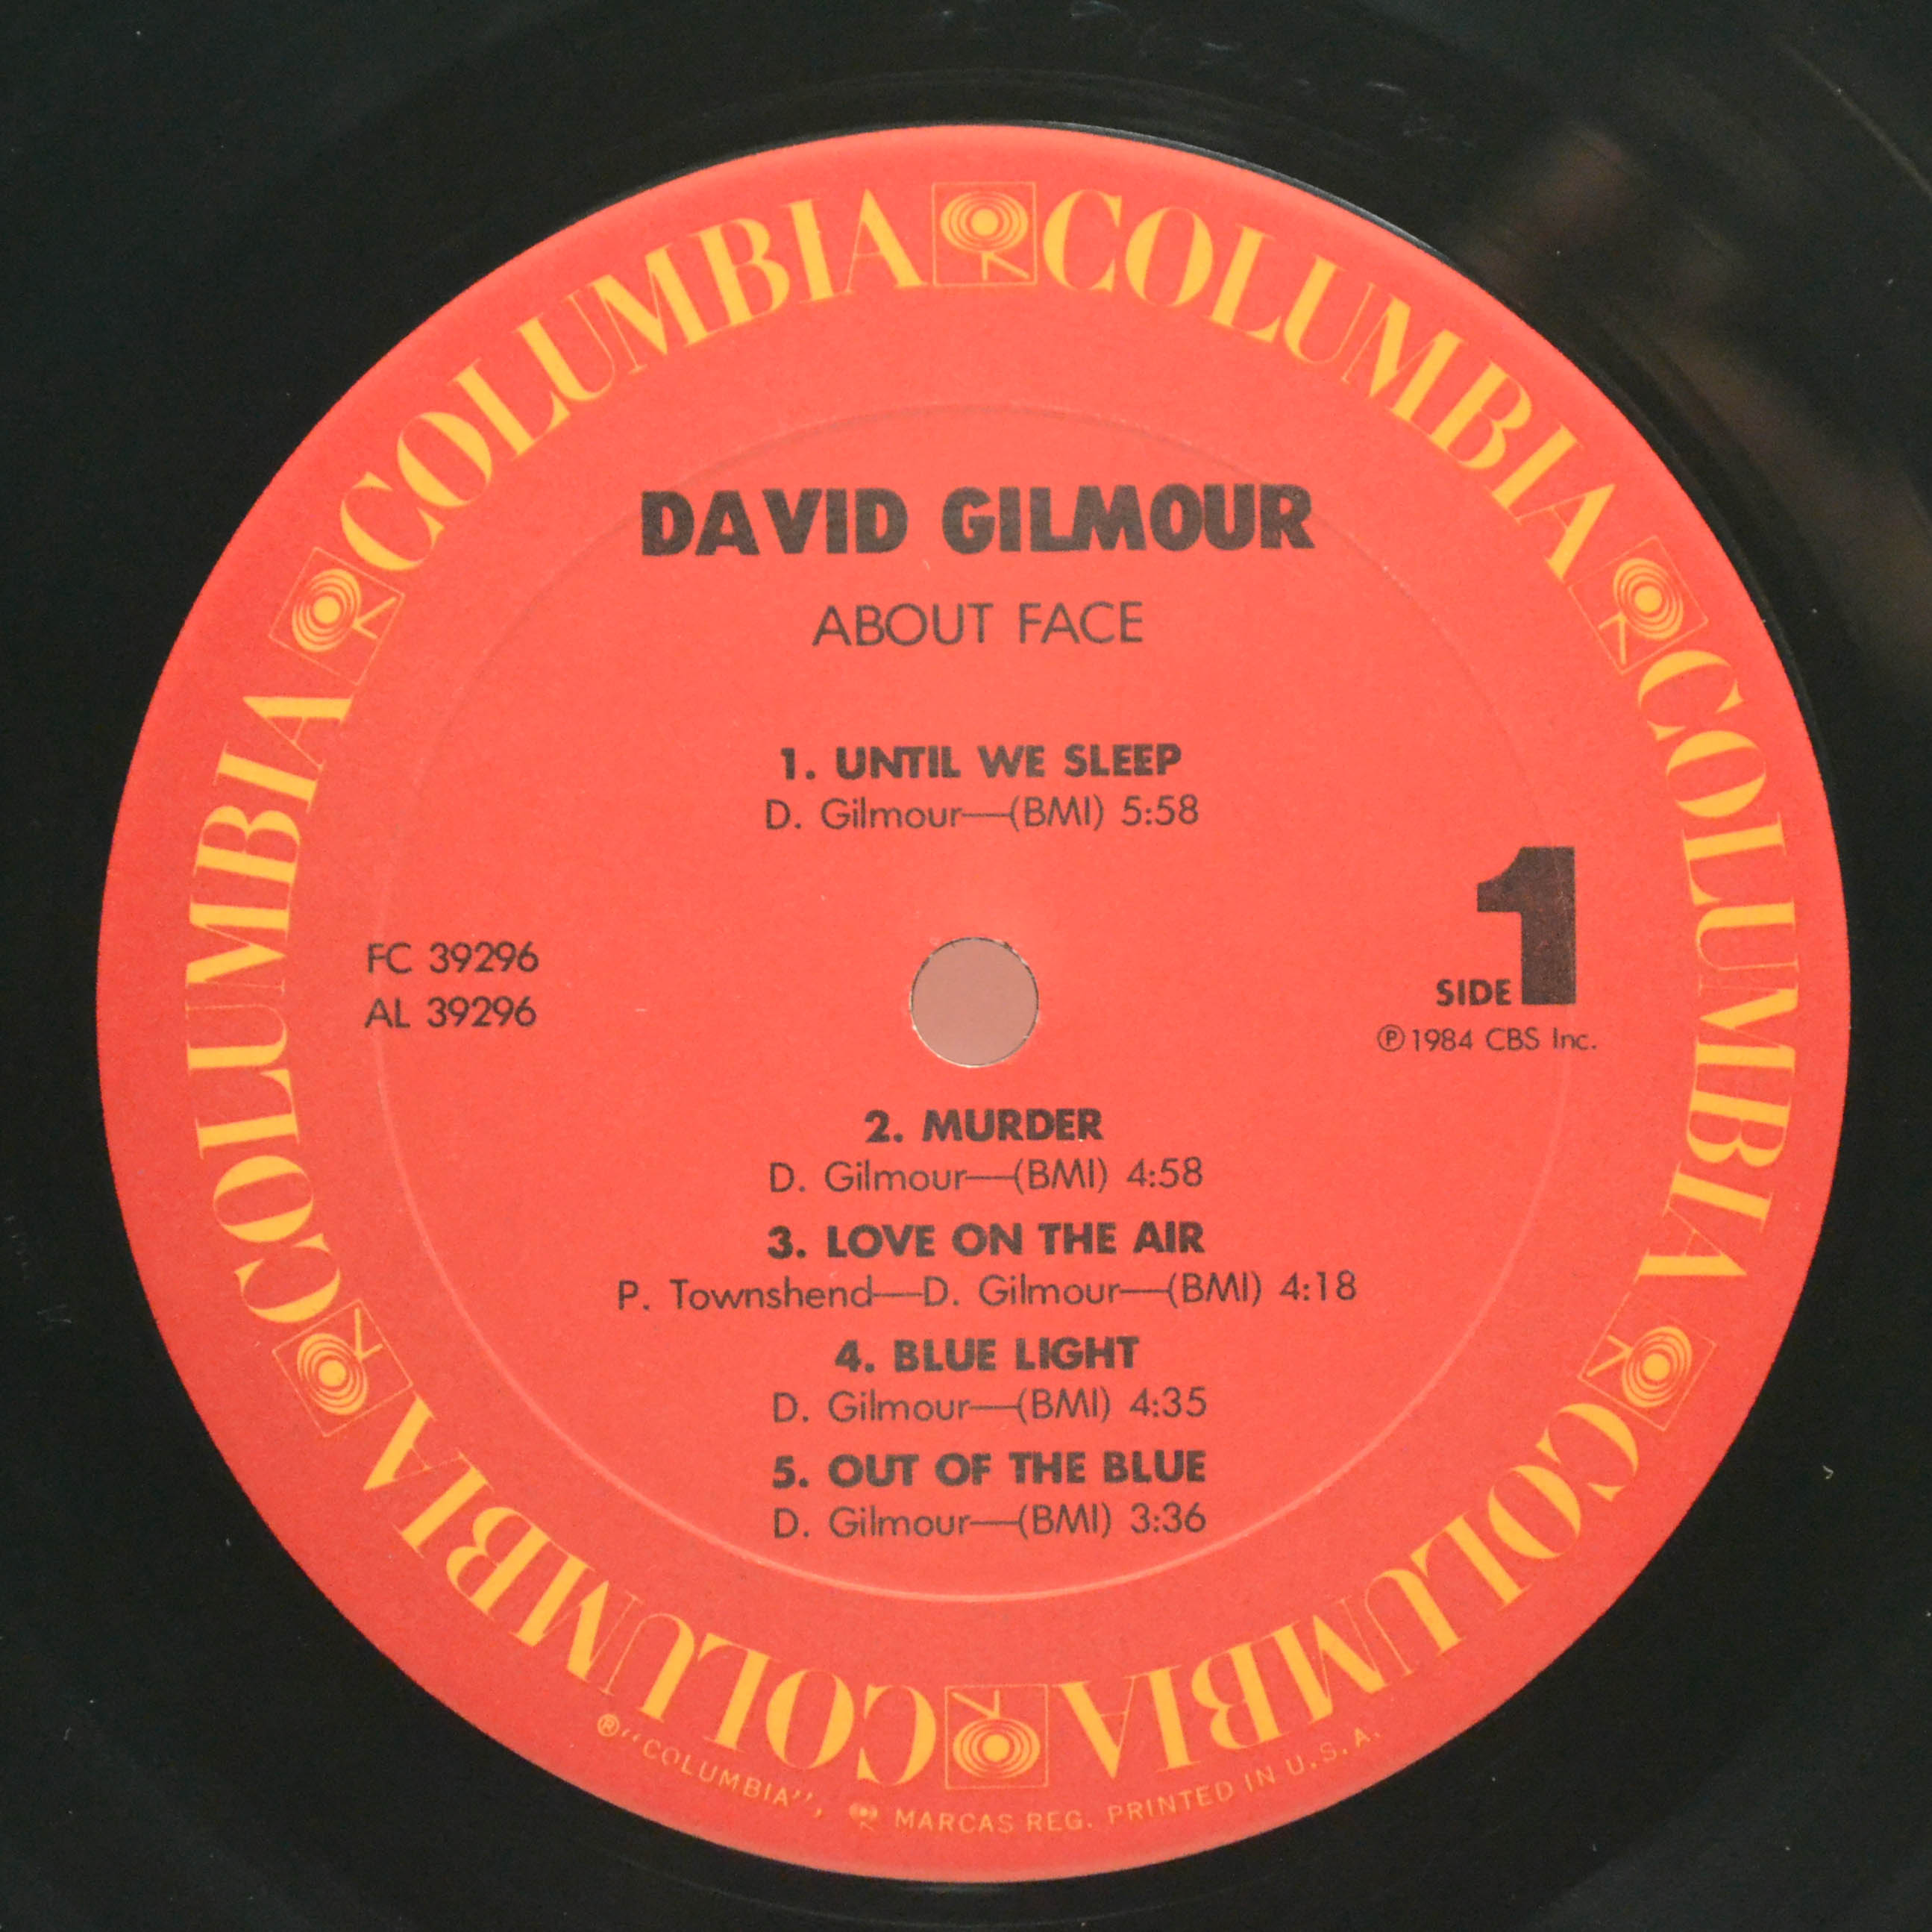 COLUMBIA COLUMBIA COLUMBIA COLUMBIA COLUMBIA COLUMBIA
DAVID GILMOUR
ABOUT FACE
1. UNTIL WE SLEEP
D. Gilmour—(BMI) 5:58
FC 39296
AL 39296
SIDE 1
℗ 1984 CBS Inc.
2. MURDER
D. Gilmour—(BMI) 4:58
3. LOVE ON THE AIR
P. Townshend—D. Gilmour—(BMI) 4:18
4. BLUE LIGHT
D. Gilmour—(BMI) 4:35
5. OUT OF THE BLUE
D. Gilmour—(BMI) 3:36
® "COLUMBIA", MARCAS REG. PRINTED IN U.S.A.